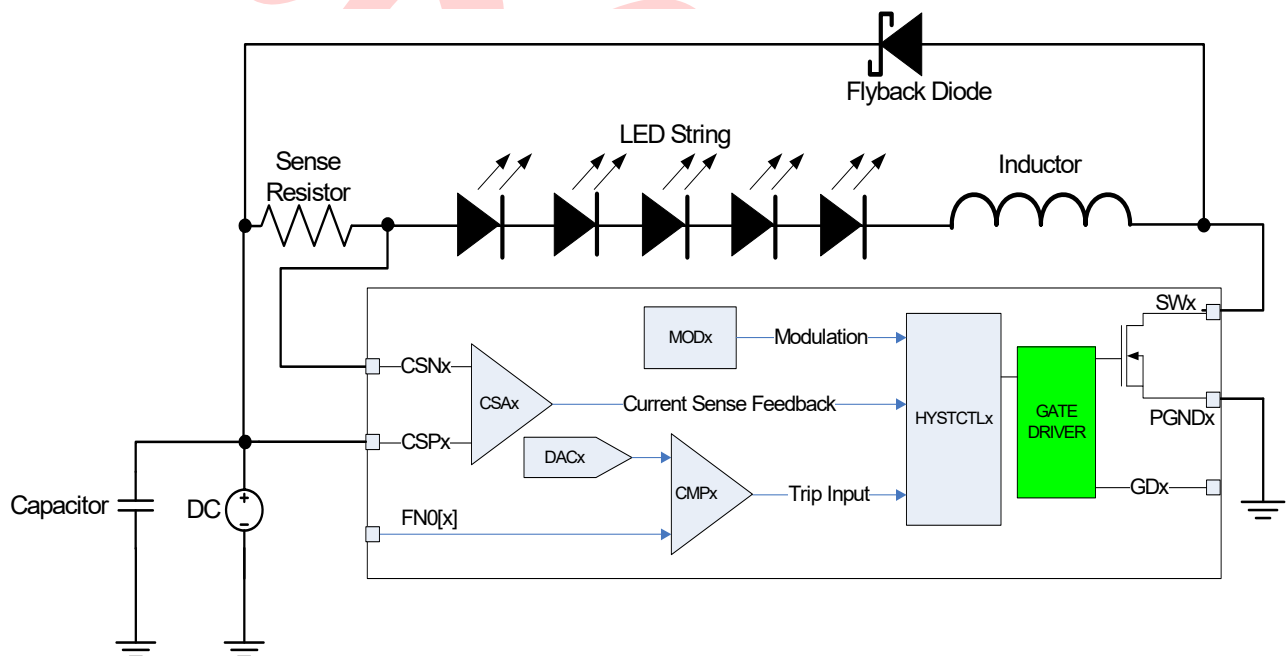 Flyback Diode
LED String
Sense
Resistor
Inductor
SWx
MODx
Modulation
CSNx
CSAx
Current Sense Feedback
HYSTCTLx
GATE
DRIVER
PGNDx
CSPx
DACx
CMPx
Trip Input
GDx
Capacitor
DC
+
-
FN0[x]